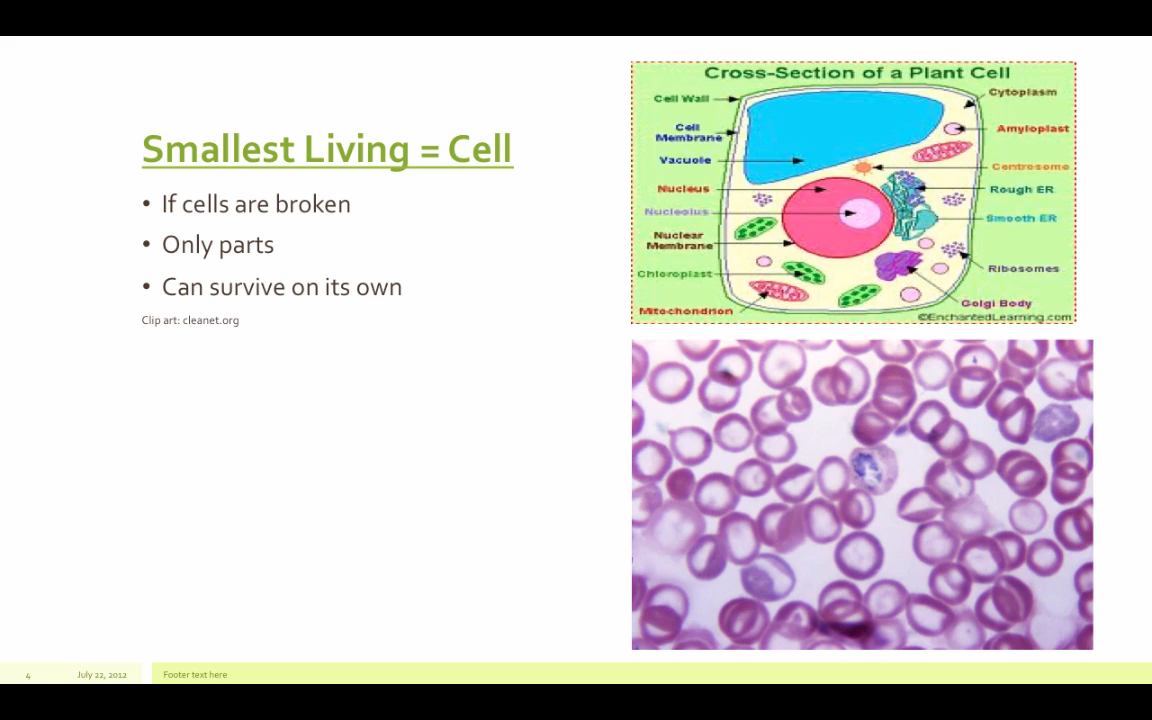 Smallest Living = Cell
• If cells are broken
• Only parts
• Can survive on its own
Clip art: cleanet.org
Cross-Section of a Plant Cell
Cell Wall
Cell
Membrane
Vacuole
Nucleus
Nucleolus
Nuclear
Membrane
Chloroplast
Mitochondrion
Cytoplasm
Amyloplast
Centrosome
Rough ER
Smooth ER
Ribosomes
Golgi Body
©EnchantedLearning.com
4 July 22, 2012 Footer text here